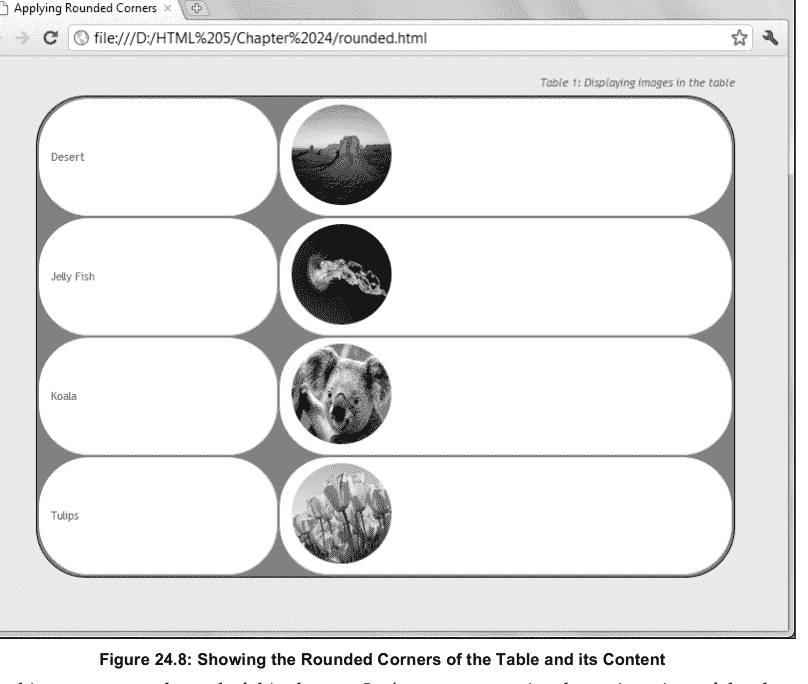 Applying Rounded Corners
file:///D:/HTML%205/Chapter%2024/rounded.html
Table 1: Displaying images in the table
Desert
Jelly Fish
Koala
Tulips
Figure 24.8: Showing the Rounded Corners of the Table and its Content